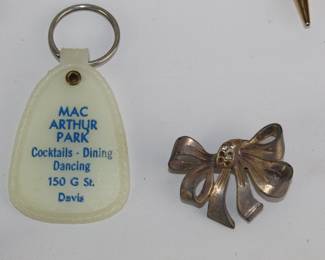 MAC
ARTHUR
PARK
Cocktails - Dining
Dancing
150 G St.
Davis